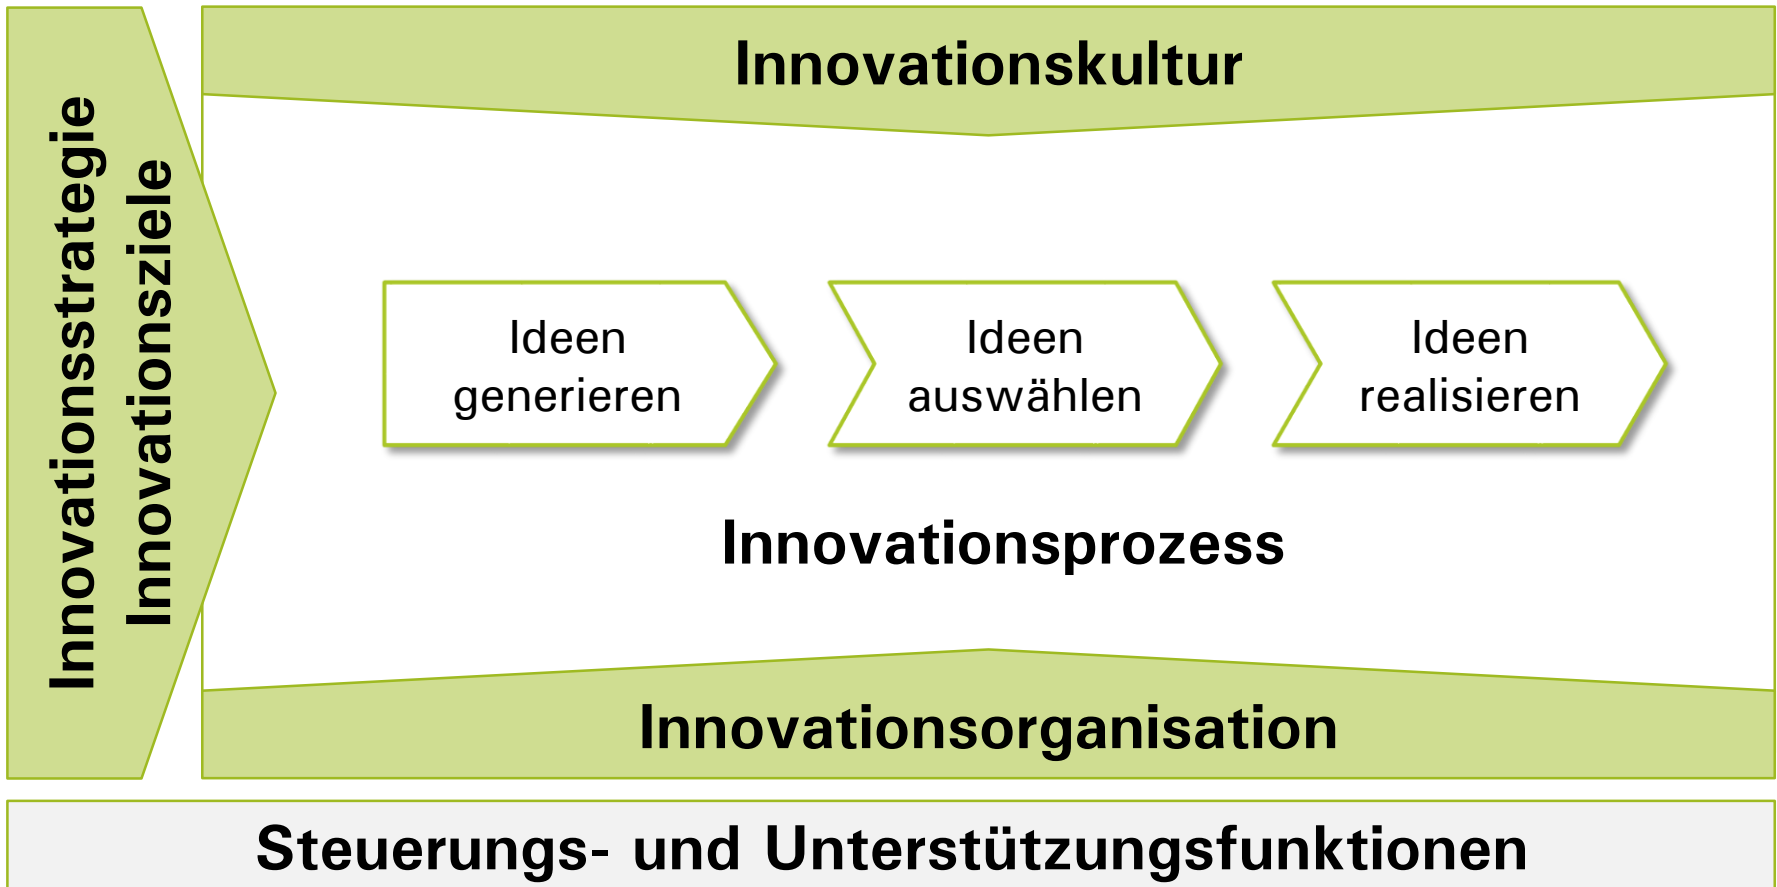 Innovationsstrategie
Innovationsziele
Innovationskultur
Ideen
generieren
Ideen
auswählen
Ideen
realisieren
Innovationsprozess
Innovationsorganisation
Steuerungs- und Unterstützungsfunktionen